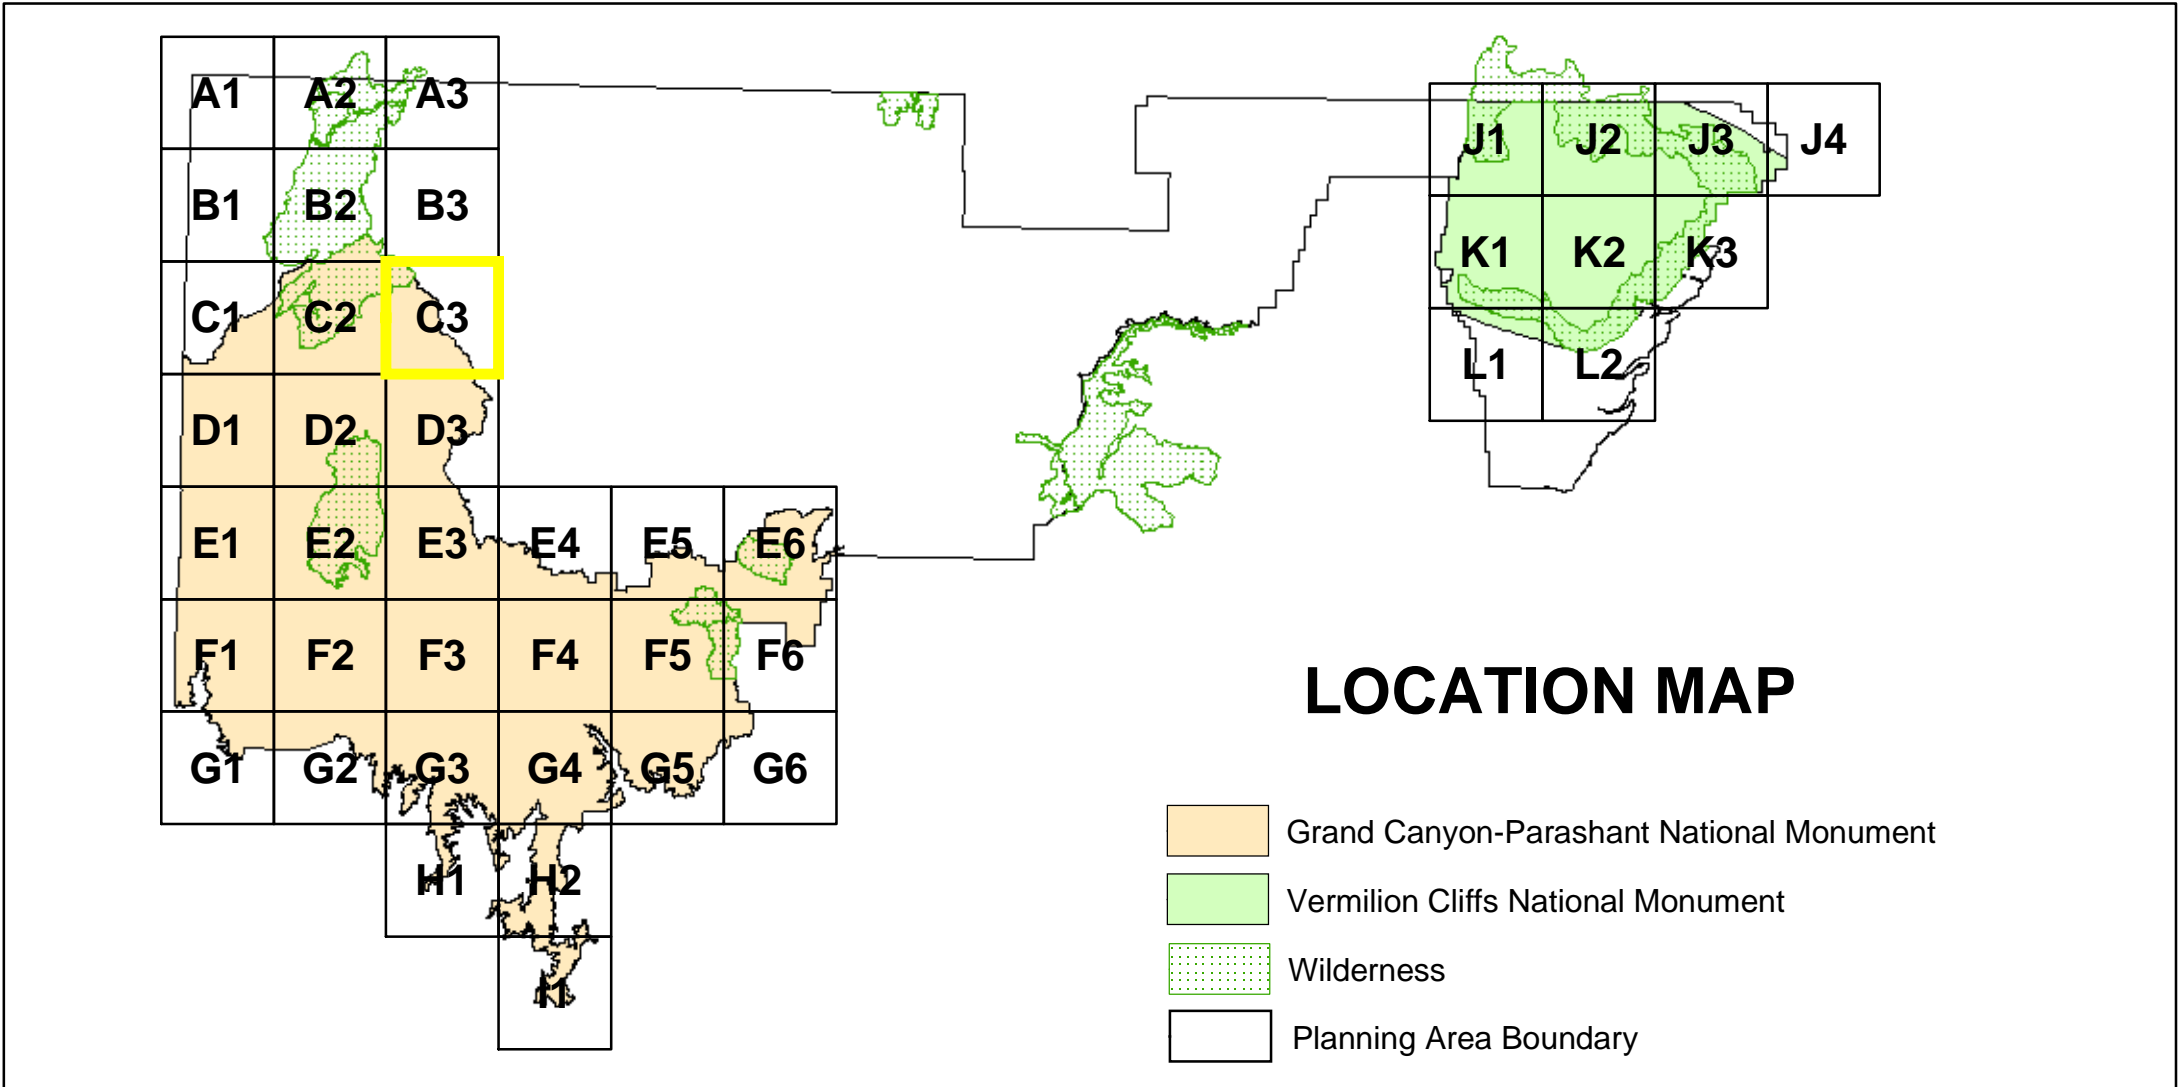 A1 A2 A3
J1 J2 J3 J4
B1 B2 B3
K1 K2 K3
C1 C2 C3
L1 L2
D1 D2 D3
E1 E2 E3 E4 E5 E6
F1 F2 F3 F4 F5 F6
LOCATION MAP
G1 G2 G3 G4 G5 G6
Grand Canyon-Parashant National Monument
H1 H2
Vermilion Cliffs National Monument
Wilderness
I1
Planning Area Boundary